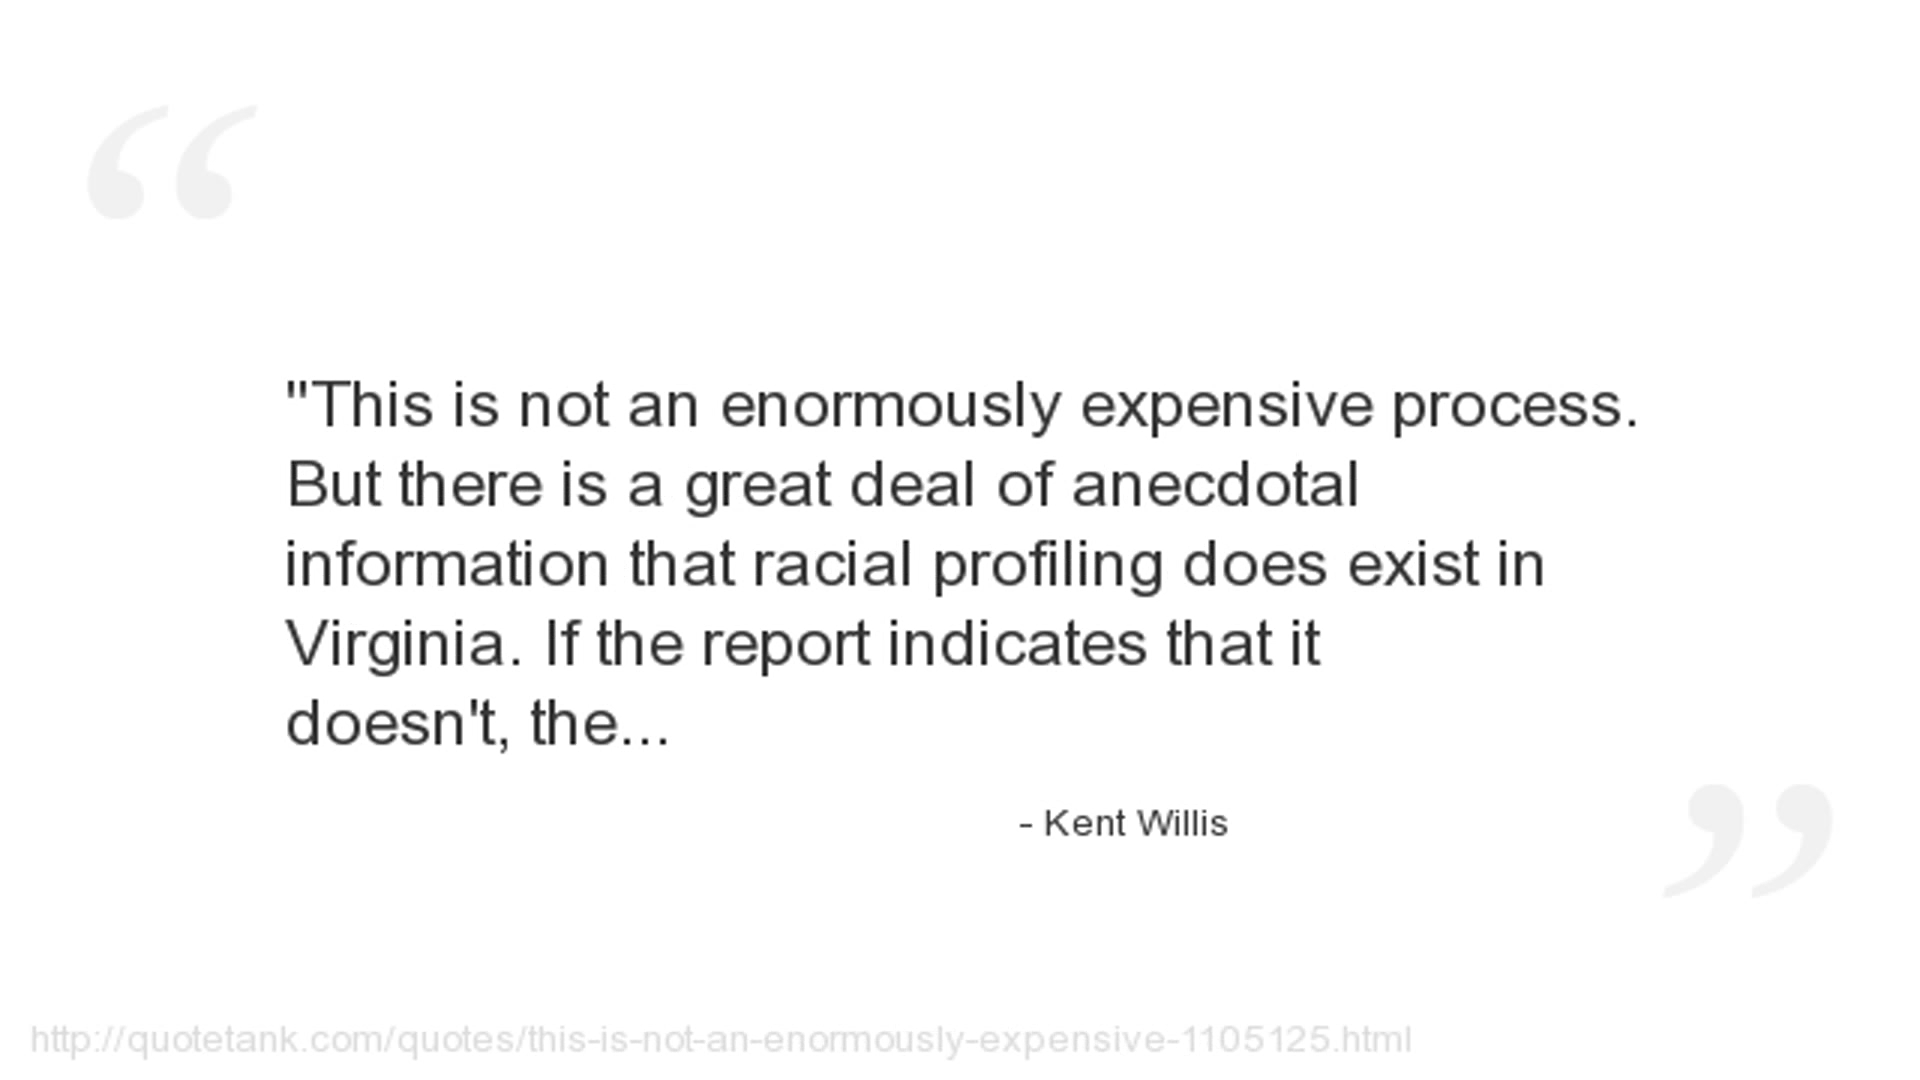 "This is not an enormously expensive process.
But there is a great deal of anecdotal
information that racial profiling does exist in
Virginia. If the report indicates that it
doesn't, the...
- Kent Willis
http://quotetank.com/quotes/this-is-not-an-enormously-expensive-1105125.html